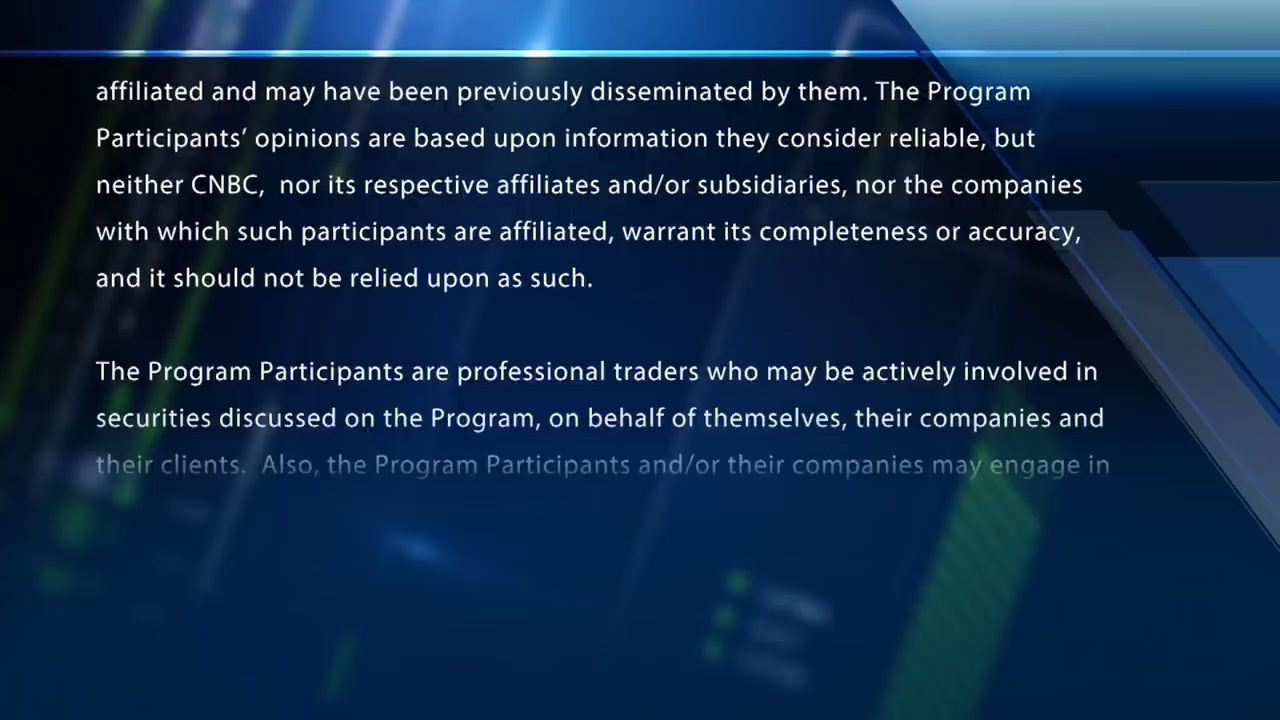 affiliated and may have been previously disseminated by them. The Program
Participants’ opinions are based upon information they consider reliable, but
neither CNBC,  nor its respective affiliates and/or subsidiaries, nor the companies
with which such participants are affiliated, warrant its completeness or accuracy,
and it should not be relied upon as such.
The Program Participants are professional traders who may be actively involved in
securities discussed on the Program, on behalf of themselves, their companies and
their clients.  Also, the Program Participants and/or their companies may engage in